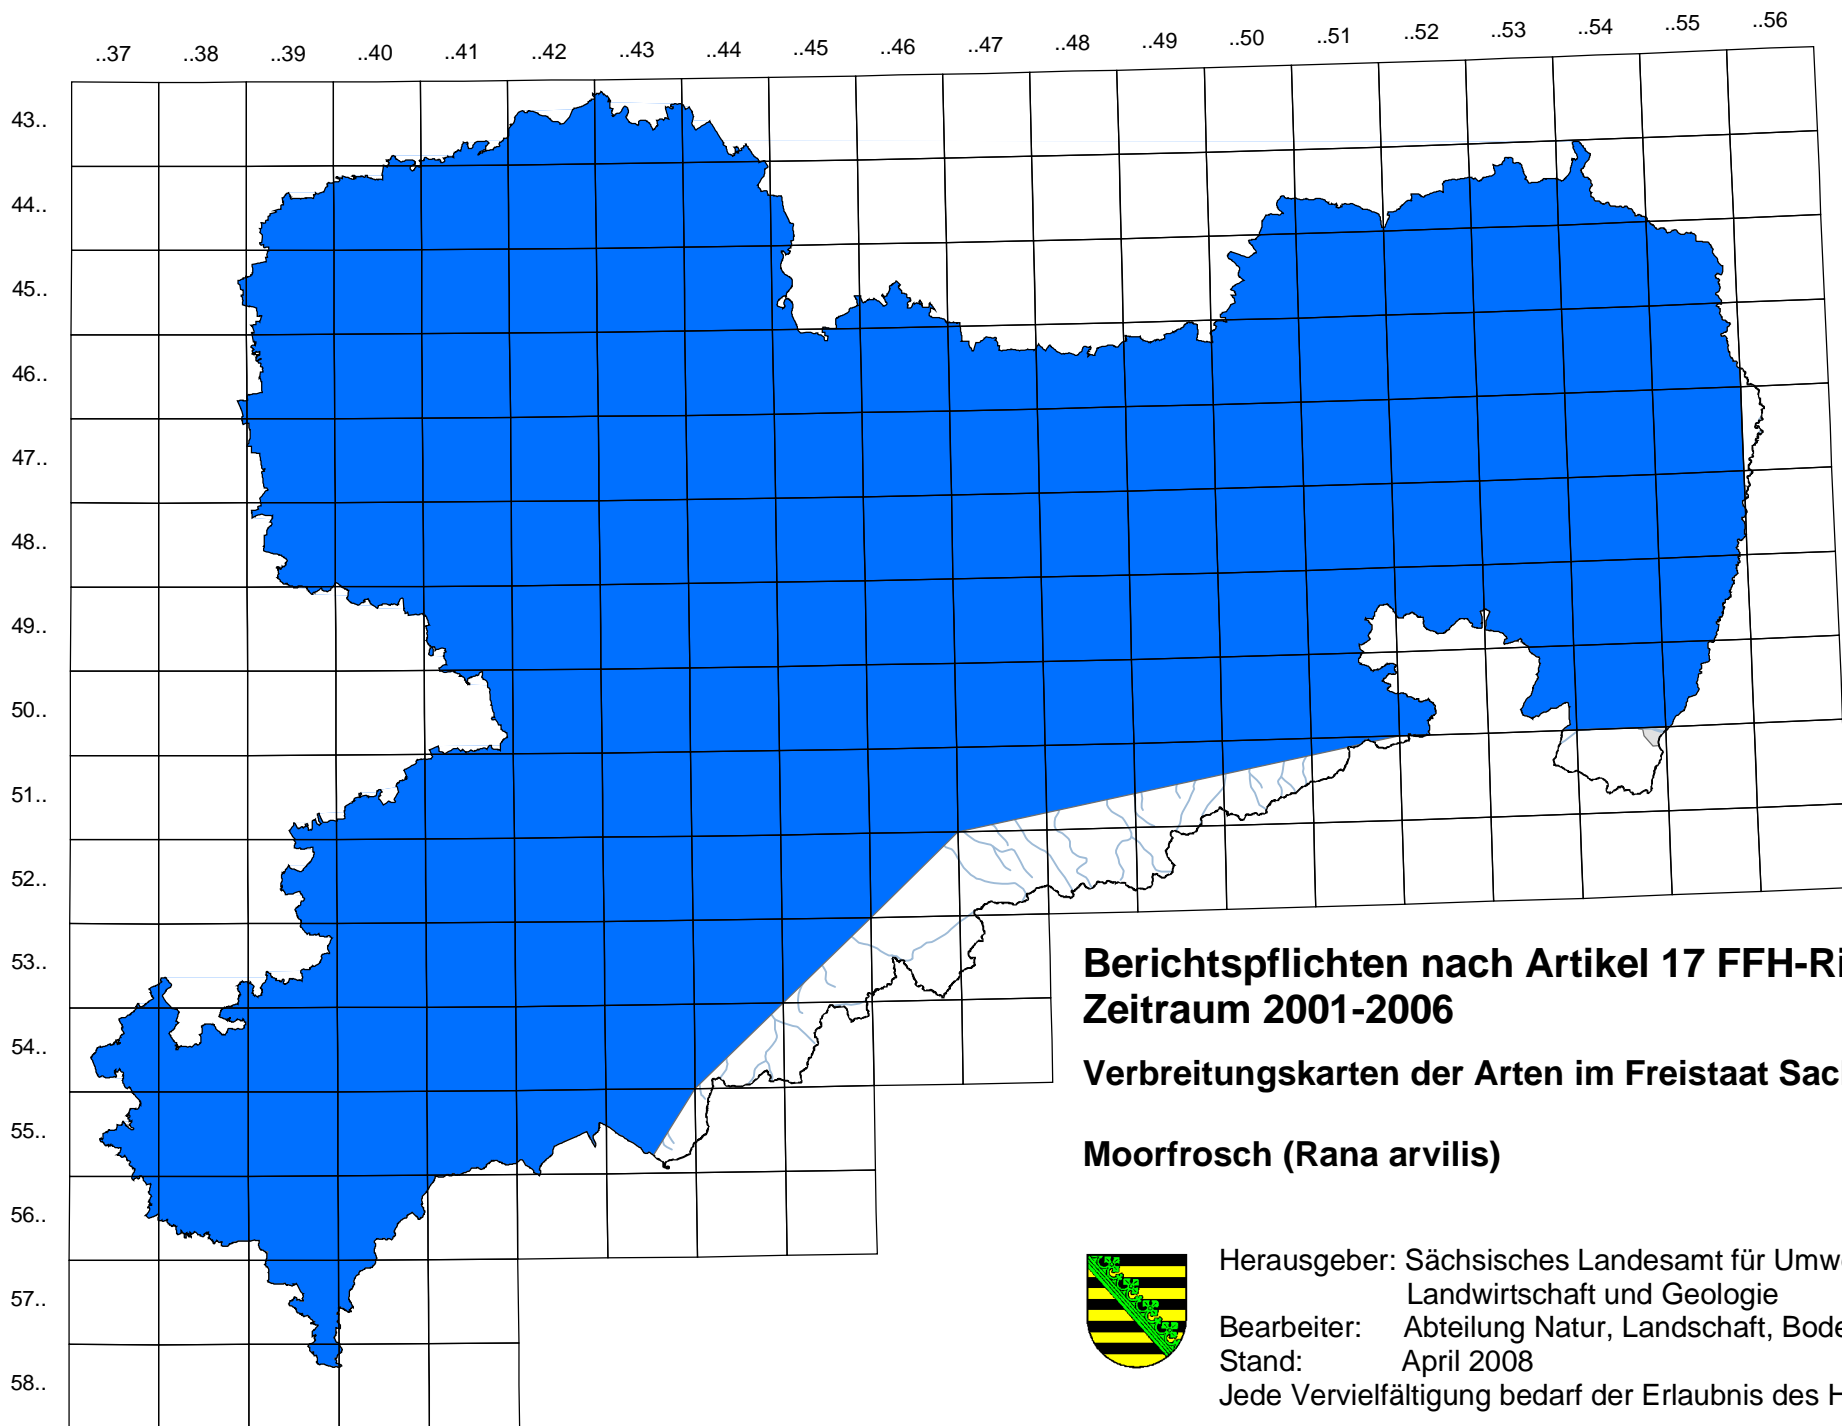 ..37 ..38 ..39 ..40 ..41 ..42 ..43 ..44 ..45 ..46 ..47 ..48 ..49 ..50 ..51 ..52 ..53 ..54 ..55 ..56
43..
44..
45..
46..
47..
48..
49..
50..
51..
52..
53..
54..
55..
56..
57..
58..
Berichtspflichten nach Artikel 17 FFH-Ri
Zeitraum 2001-2006
Verbreitungskarten der Arten im Freistaat Sac
Moorfrosch (Rana arvilis)
Herausgeber: Sächsisches Landesamt für Umwe
Landwirtschaft und Geologie
Bearbeiter: Abteilung Natur, Landschaft, Bode
Stand: April 2008
Jede Vervielfältigung bedarf der Erlaubnis des H